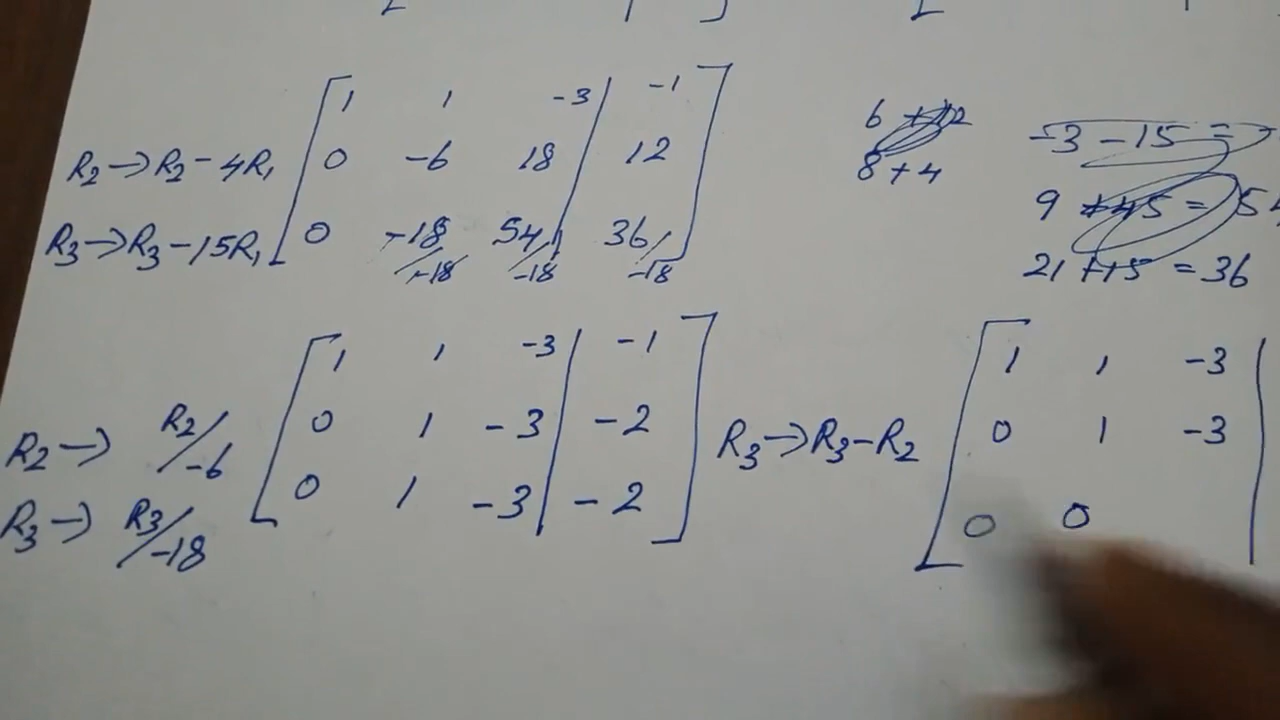 1 1 -3 | -1
R2 → R2 - 4R1 0 -6 18 | 12
R3 → R3 - 15R1 0 -18/-18 54/-18 | 36/-18
6 +12
8 + 4
-3 - 15 =
9 + 45 = 54
21 + 15 = 36
1 1 -3 | -1
R2 → R2/-6 0 1 -3 | -2
R3 → R3/-18 0 1 -3 | -2
R3 → R3 - R2
1 1 -3 |
0 1 -3 |
0 0 |